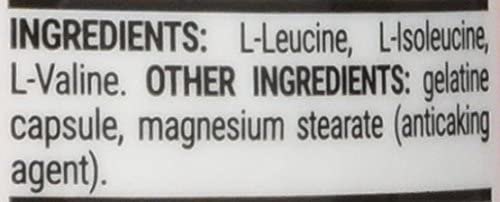 INGREDIENTS: L-Leucine, L-Isoleucine,
L-Valine. OTHER INGREDIENTS: gelatine
capsule, magnesium stearate (anticaking
agent).